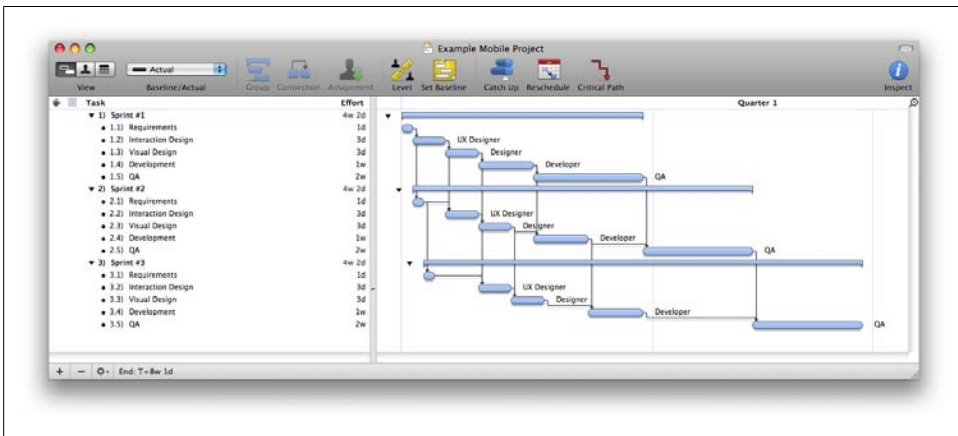 Example Mobile Project
Actual
View Baseline/Actual Group Connection Assignment Level Set Baseline Catch Up Reschedule Critical Path Inspect
Task Effort Quarter 1
1) Sprint #1 4w 2d
1.1) Requirements 1d
1.2) Interaction Design 3d UX Designer
1.3) Visual Design 3d Designer
1.4) Development 1w Developer
1.5) QA 2w QA
2) Sprint #2 4w 2d
2.1) Requirements 1d
2.2) Interaction Design 3d UX Designer
2.3) Visual Design 3d Designer
2.4) Development 1w Developer
2.5) QA 2w QA
3) Sprint #3 4w 2d
3.1) Requirements 1d
3.2) Interaction Design 3d UX Designer
3.3) Visual Design 3d Designer
3.4) Development 1w Developer
3.5) QA 2w QA
End: T+8w 1d